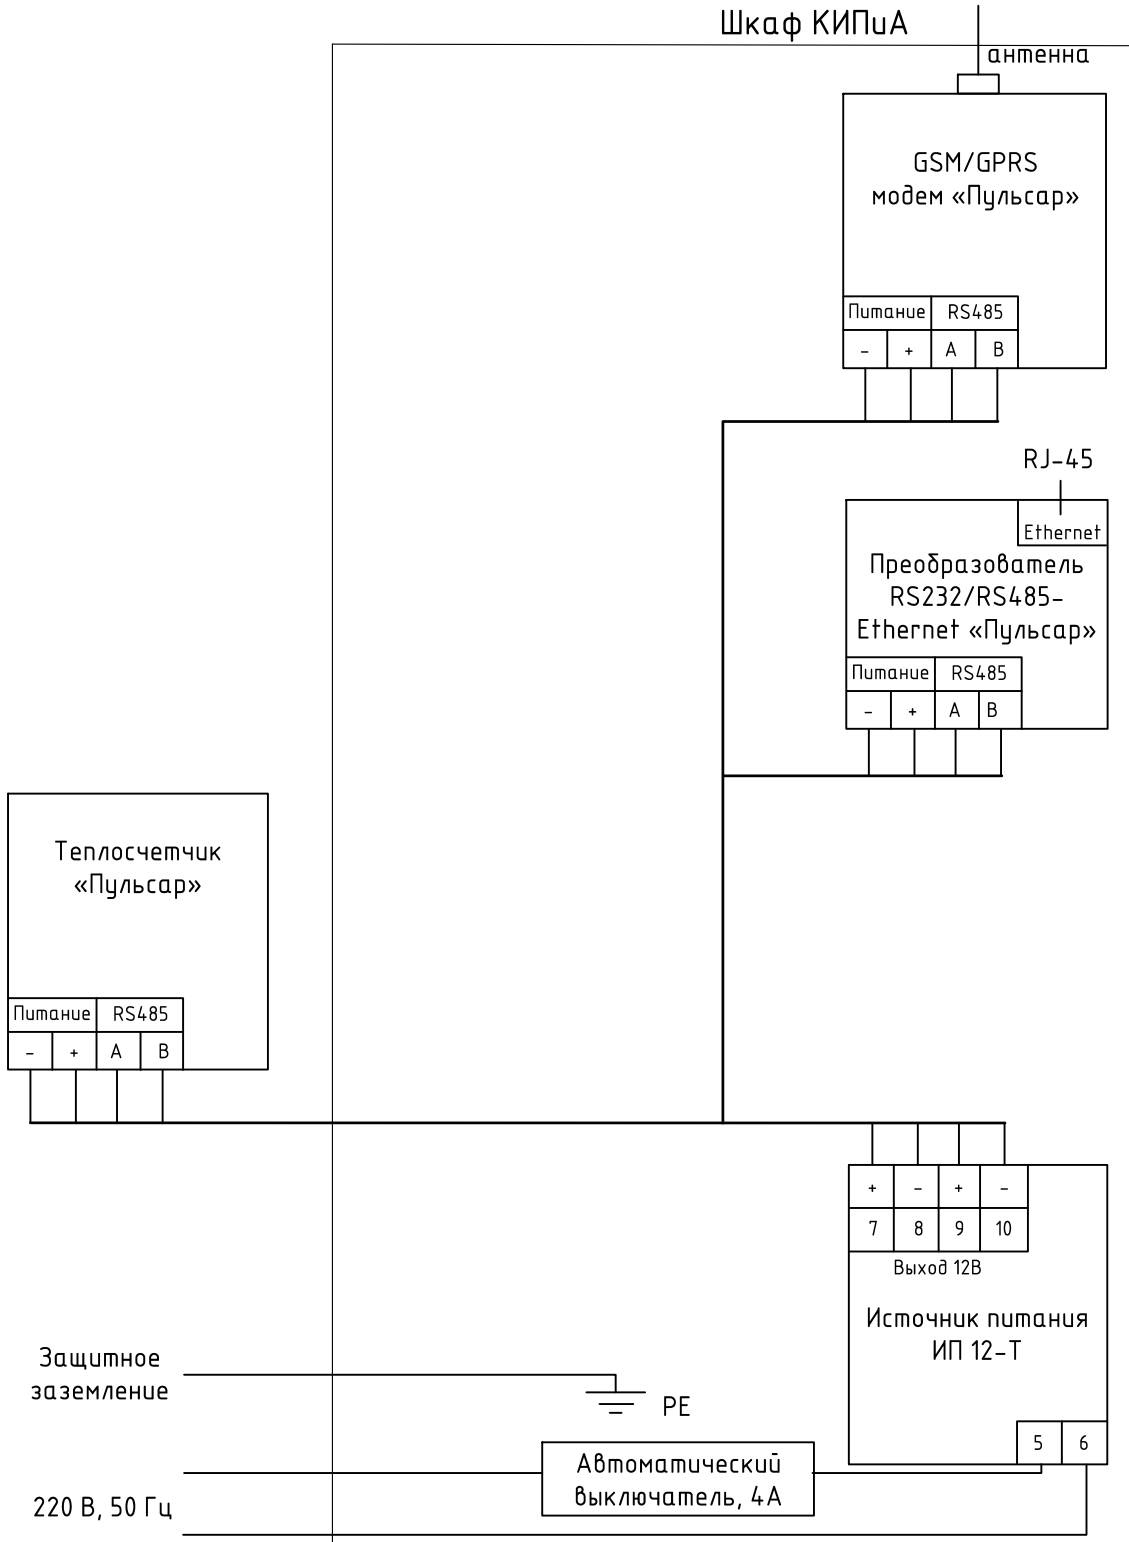 Шкаф КИПиА
антенна
GSM/GPRS
модем «Пульсар»
Питание RS485
- + A B
RJ-45
Ethernet
Преобразователь
RS232/RS485-
Ethernet «Пульсар»
Питание RS485
- + A B
Теплосчетчик
«Пульсар»
Питание RS485
- + A B
+ - + -
7 8 9 10
Выход 12В
Источник питания
ИП 12-Т
Защитное
заземление
PE
5 6
Автоматический
выключатель, 4А
220 В, 50 Гц